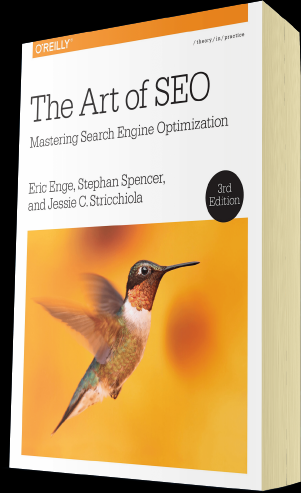 O'REILLY®
/theory/in/practice
The Art of SEO
Mastering Search Engine Optimization
Eric Enge, Stephan Spencer,
and Jessie C. Stricchiola
3rd
Edition